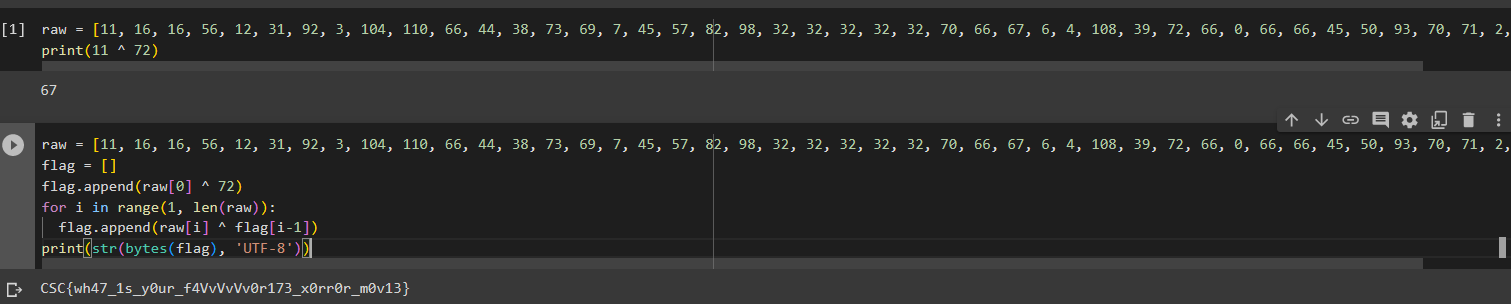 [1] raw = [11, 16, 16, 56, 12, 31, 92, 3, 104, 110, 66, 44, 38, 73, 69, 7, 45, 57, 82, 98, 32, 32, 32, 32, 32, 70, 66, 67, 6, 4, 108, 39, 72, 66, 0, 66, 66, 45, 50, 93, 70, 71, 2,
print(11 ^ 72)
67
raw = [11, 16, 16, 56, 12, 31, 92, 3, 104, 110, 66, 44, 38, 73, 69, 7, 45, 57, 82, 98, 32, 32, 32, 32, 32, 70, 66, 67, 6, 4, 108, 39, 72, 66, 0, 66, 66, 45, 50, 93, 70, 71, 2,
flag = []
flag.append(raw[0] ^ 72)
for i in range(1, len(raw)):
flag.append(raw[i] ^ flag[i-1])
print(str(bytes(flag), 'UTF-8'))
CSC{wh47_1s_y0ur_f4VvVvVv0r173_x0rr0r_m0v13}